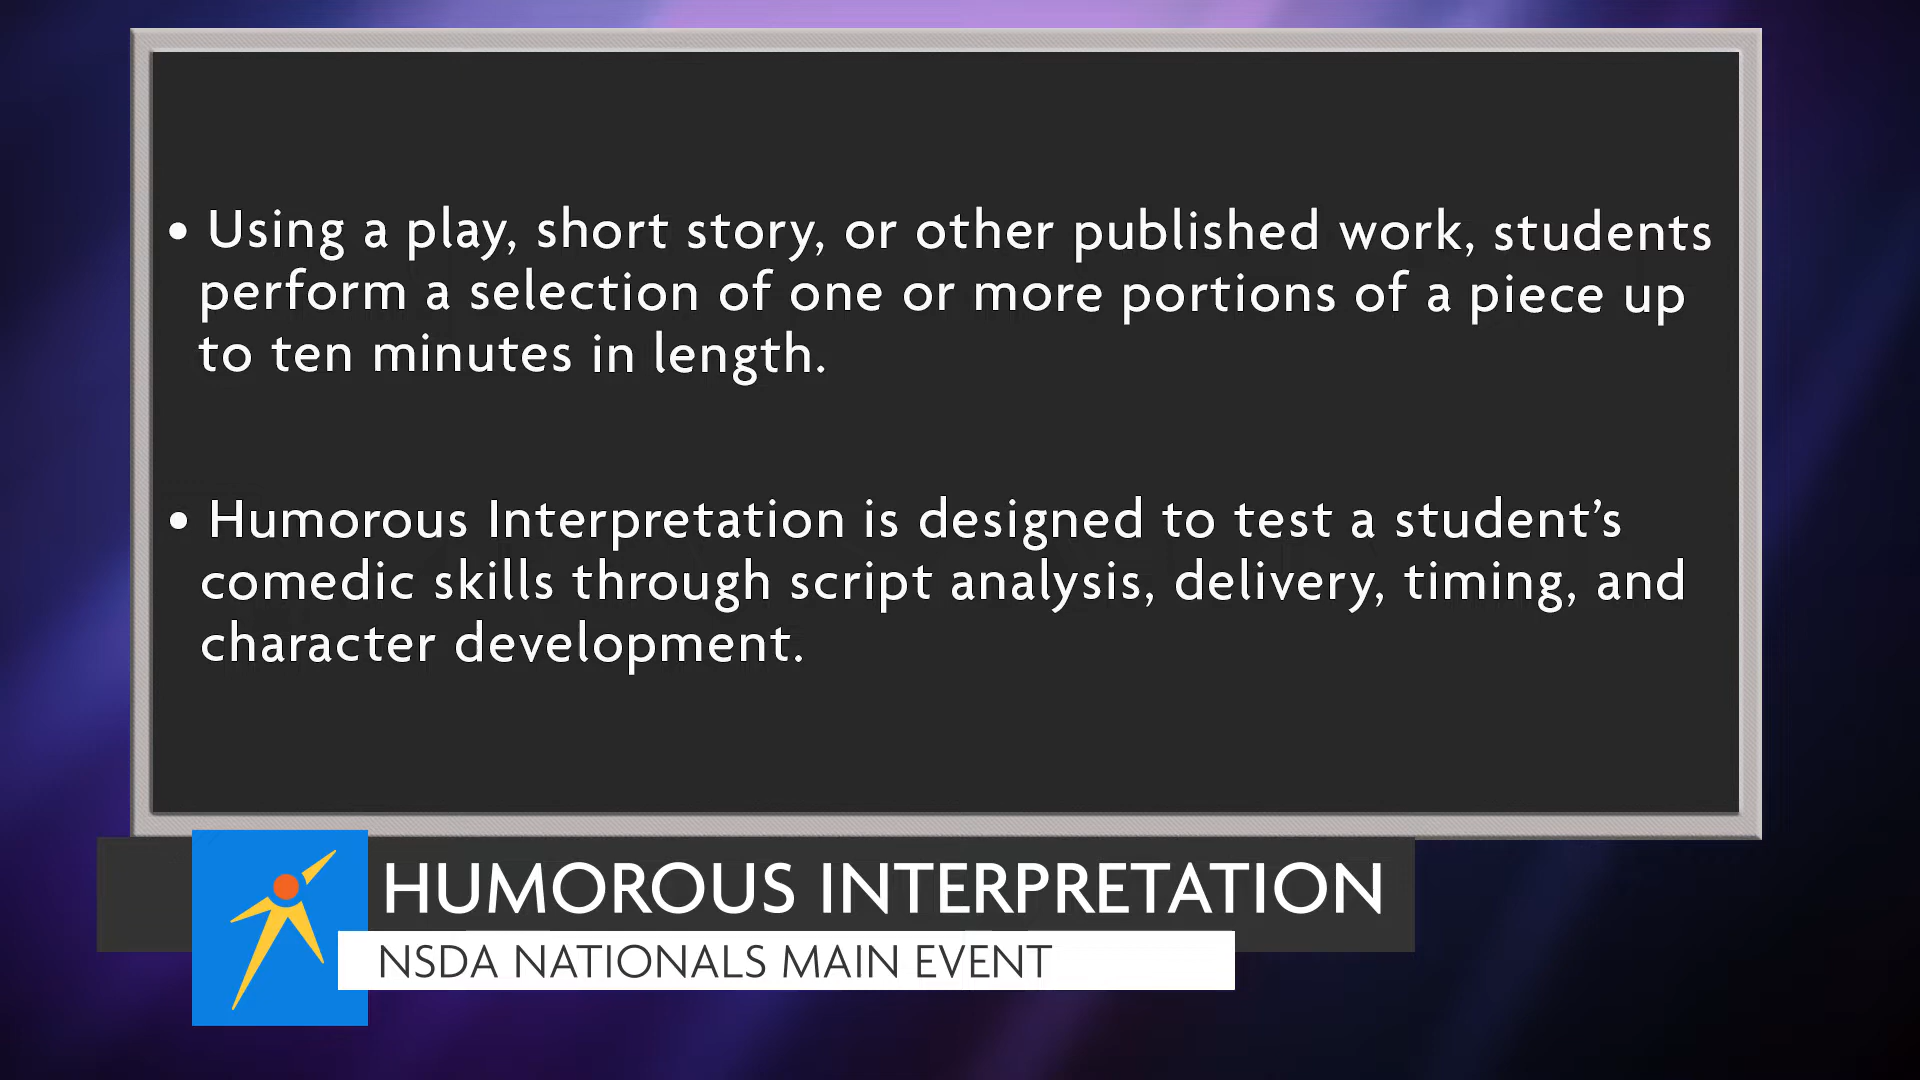 • Using a play, short story, or other published work, students
perform a selection of one or more portions of a piece up
to ten minutes in length.
• Humorous Interpretation is designed to test a student’s
comedic skills through script analysis, delivery, timing, and
character development.
HUMOROUS INTERPRETATION
NSDA NATIONALS MAIN EVENT